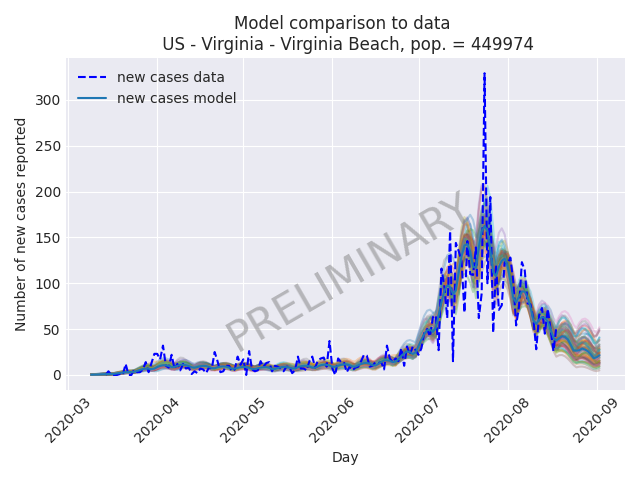 Model comparison to data
US - Virginia - Virginia Beach, pop. = 449974
new cases data
new cases model
Number of new cases reported
300
250
200
150
100
50
0
PRELIMINARY
2020-03
2020-04
2020-05
2020-06
2020-07
2020-08
2020-09
Day